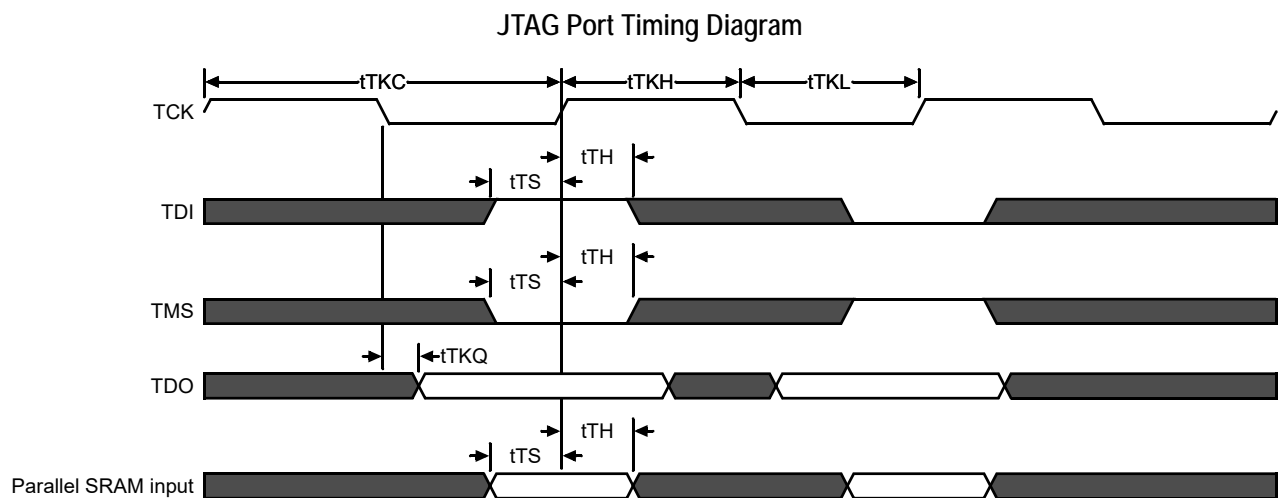 JTAG Port Timing Diagram
tTKC tTKH tTKL
TCK
tTH
tTS
TDI
tTH
tTS
TMS
tTKQ
TDO
tTH
tTS
Parallel SRAM input